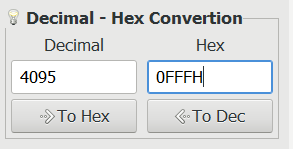 Decimal - Hex Convertion
Decimal Hex
4095 0FFFH
To Hex To Dec